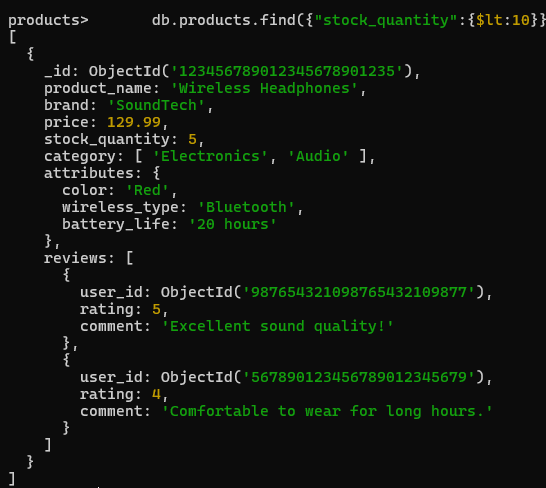 products>       db.products.find({"stock_quantity":{$lt:10}}
[
  {
    _id: ObjectId('123456789012345678901235'),
    product_name: 'Wireless Headphones',
    brand: 'SoundTech',
    price: 129.99,
    stock_quantity: 5,
    category: [ 'Electronics', 'Audio' ],
    attributes: {
      color: 'Red',
      wireless_type: 'Bluetooth',
      battery_life: '20 hours'
    },
    reviews: [
      {
        user_id: ObjectId('987654321098765432109877'),
        rating: 5,
        comment: 'Excellent sound quality!'
      },
      {
        user_id: ObjectId('567890123456789012345679'),
        rating: 4,
        comment: 'Comfortable to wear for long hours.'
      }
    ]
  }
]